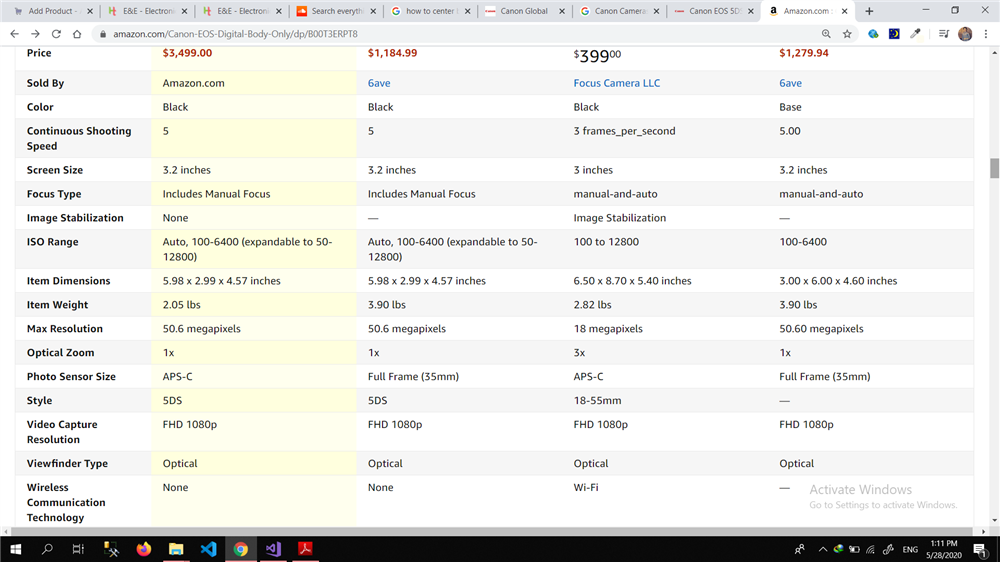 Add Product - A
E&E - Electronic
E&E - Electronic
Search everyth
how to center i
Canon Global
Canon Camera
Canon EOS 5DS
Amazon.com :
amazon.com/Canon-EOS-Digital-Body-Only/dp/B00T3ERPT8
Price $3,499.00 $1,184.99 $39900 $1,279.94
Sold By Amazon.com 6ave Focus Camera LLC 6ave
Color Black Black Black Base
Continuous Shooting 5 5 3 frames_per_second 5.00
Speed
Screen Size 3.2 inches 3.2 inches 3 inches 3.2 inches
Focus Type Includes Manual Focus Includes Manual Focus manual-and-auto manual-and-auto
Image Stabilization None — Image Stabilization —
ISO Range Auto, 100-6400 (expandable to 50- Auto, 100-6400 (expandable to 50- 100 to 12800 100-6400
12800) 12800)
Item Dimensions 5.98 x 2.99 x 4.57 inches 5.98 x 2.99 x 4.57 inches 6.50 x 8.70 x 5.40 inches 3.00 x 6.00 x 4.60 inches
Item Weight 2.05 lbs 3.90 lbs 2.82 lbs 3.90 lbs
Max Resolution 50.6 megapixels 50.6 megapixels 18 megapixels 50.60 megapixels
Optical Zoom 1x 1x 3x 1x
Photo Sensor Size APS-C Full Frame (35mm) APS-C Full Frame (35mm)
Style 5DS 5DS 18-55mm —
Video Capture FHD 1080p FHD 1080p FHD 1080p FHD 1080p
Resolution
Viewfinder Type Optical Optical Optical Optical
Wireless None None Wi-Fi —
Communication
Technology
Activate Windows
Go to Settings to activate Windows.
ENG
1:11 PM
5/28/2020